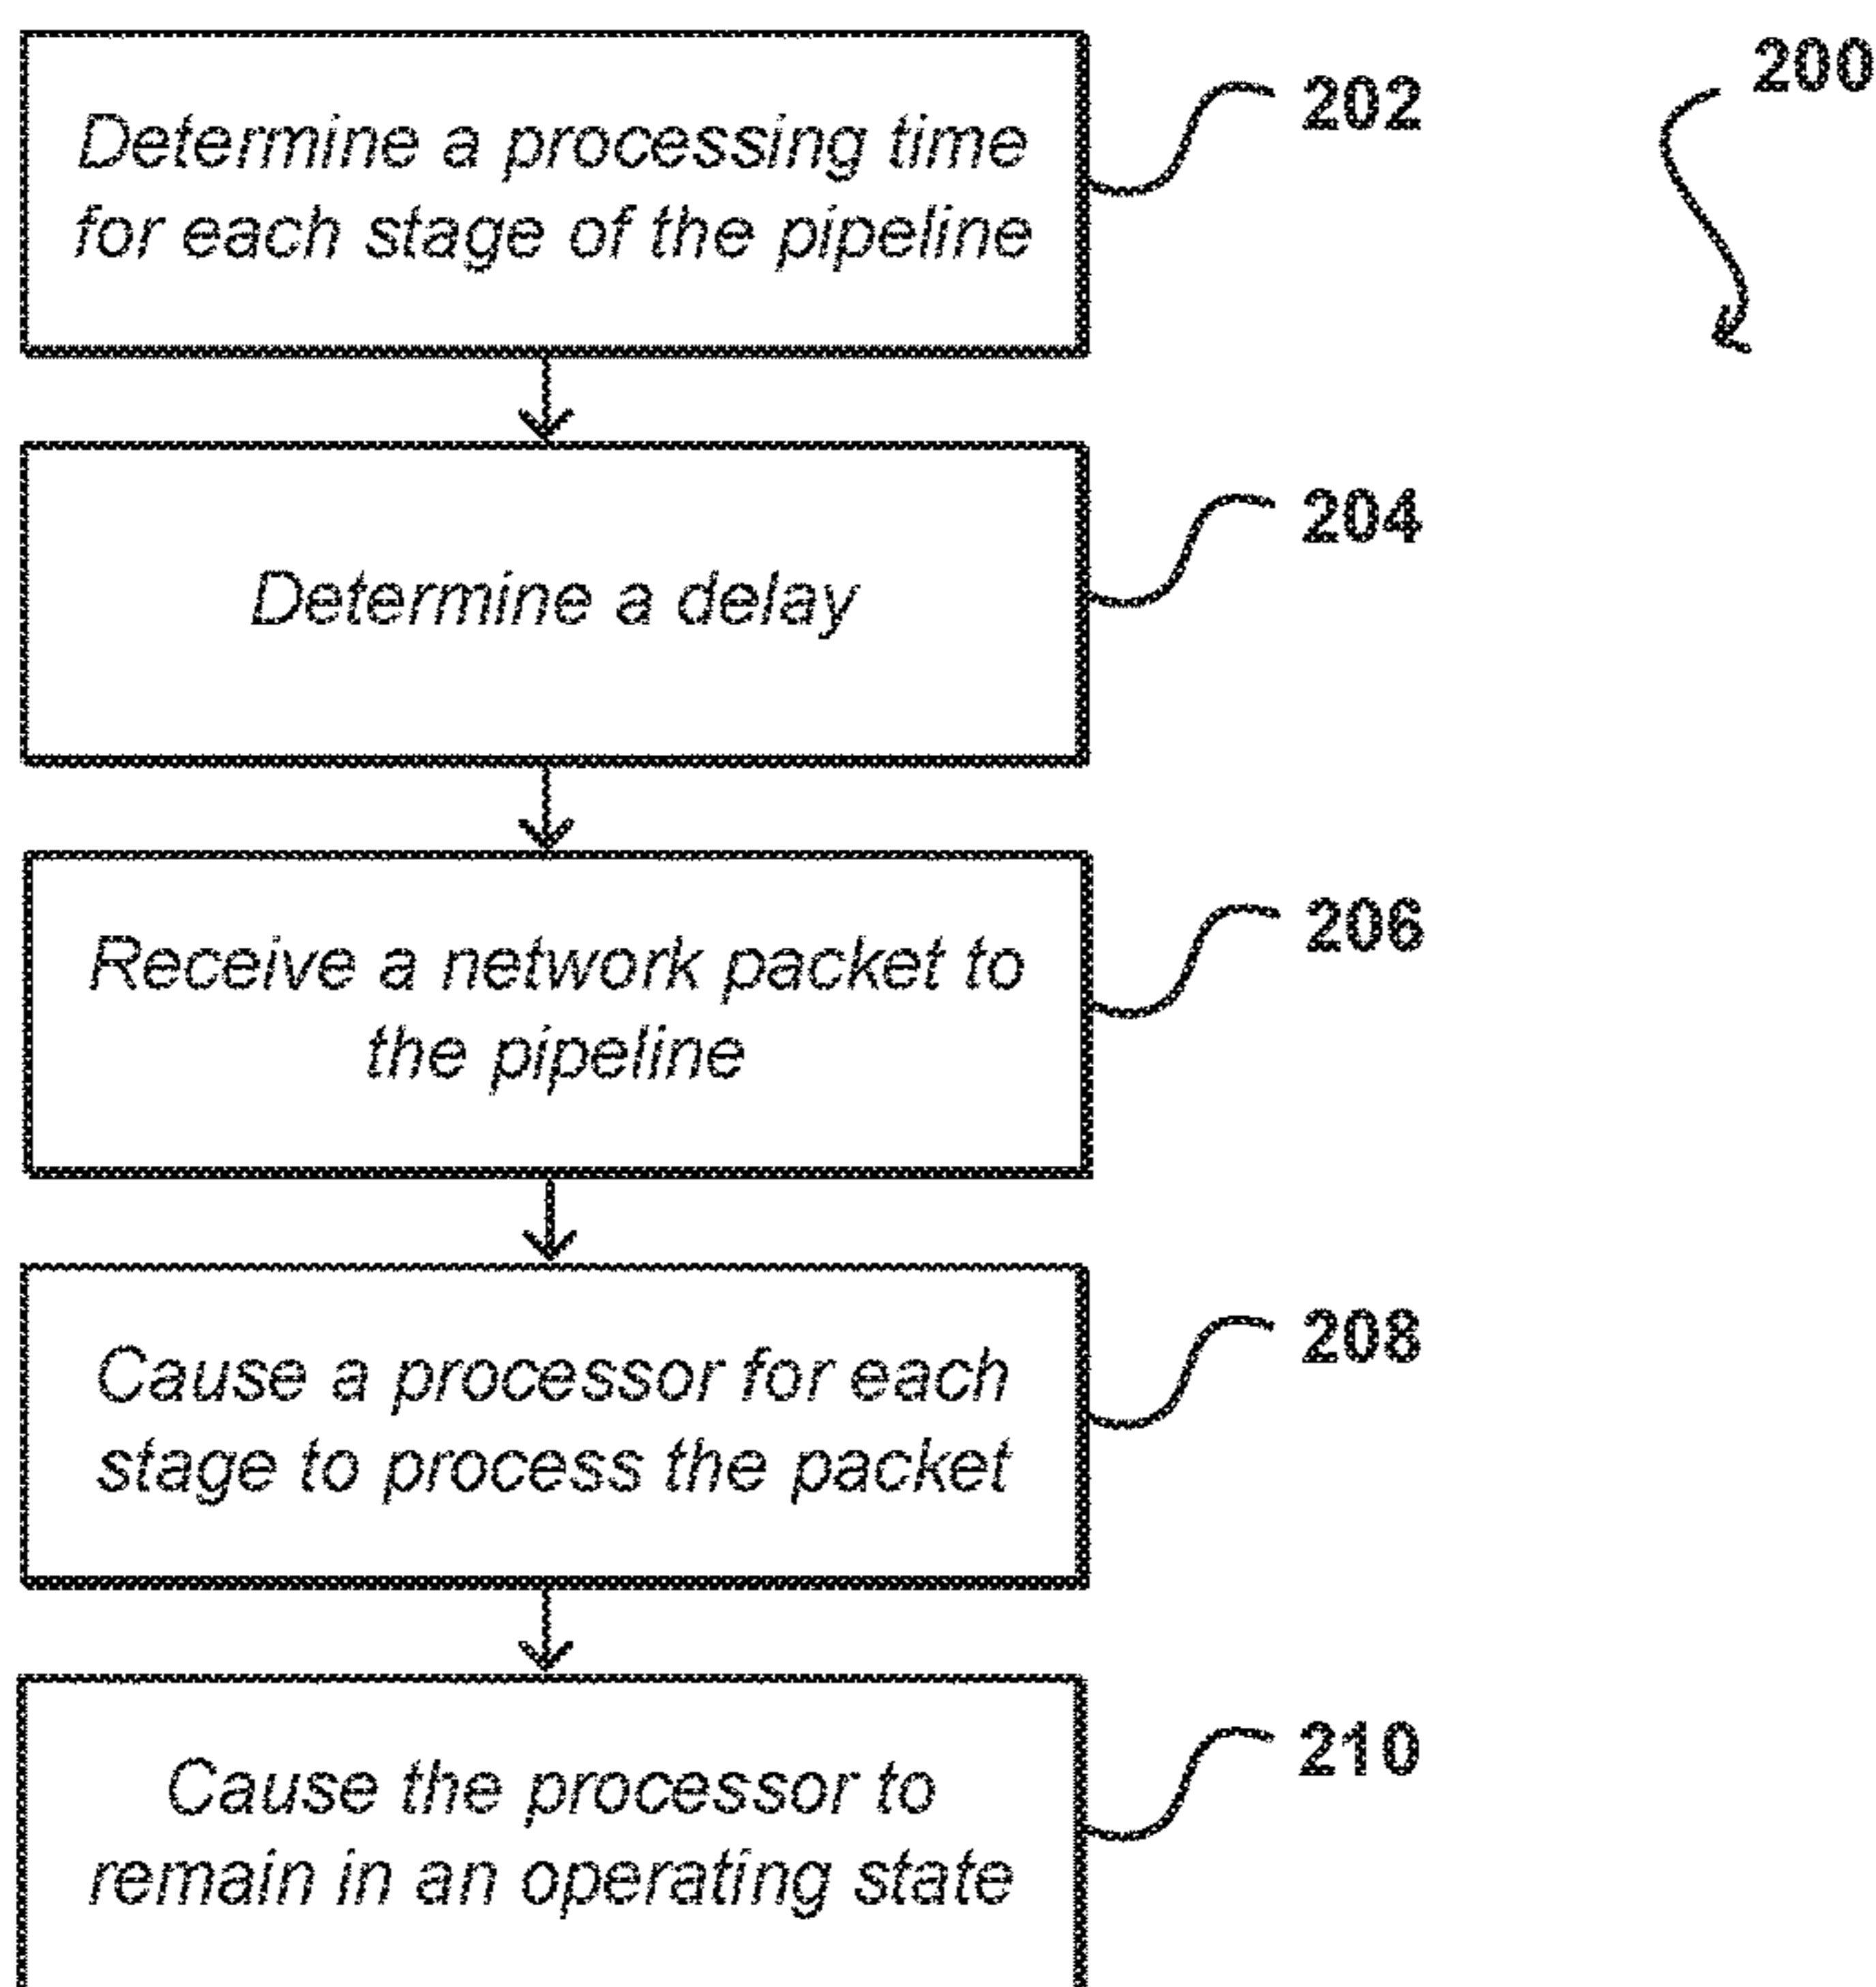 200
Determine a processing time
for each stage of the pipeline
202
Determine a delay
204
Receive a network packet to
the pipeline
206
Cause a processor for each
stage to process the packet
208
Cause the processor to
remain in an operating state
210